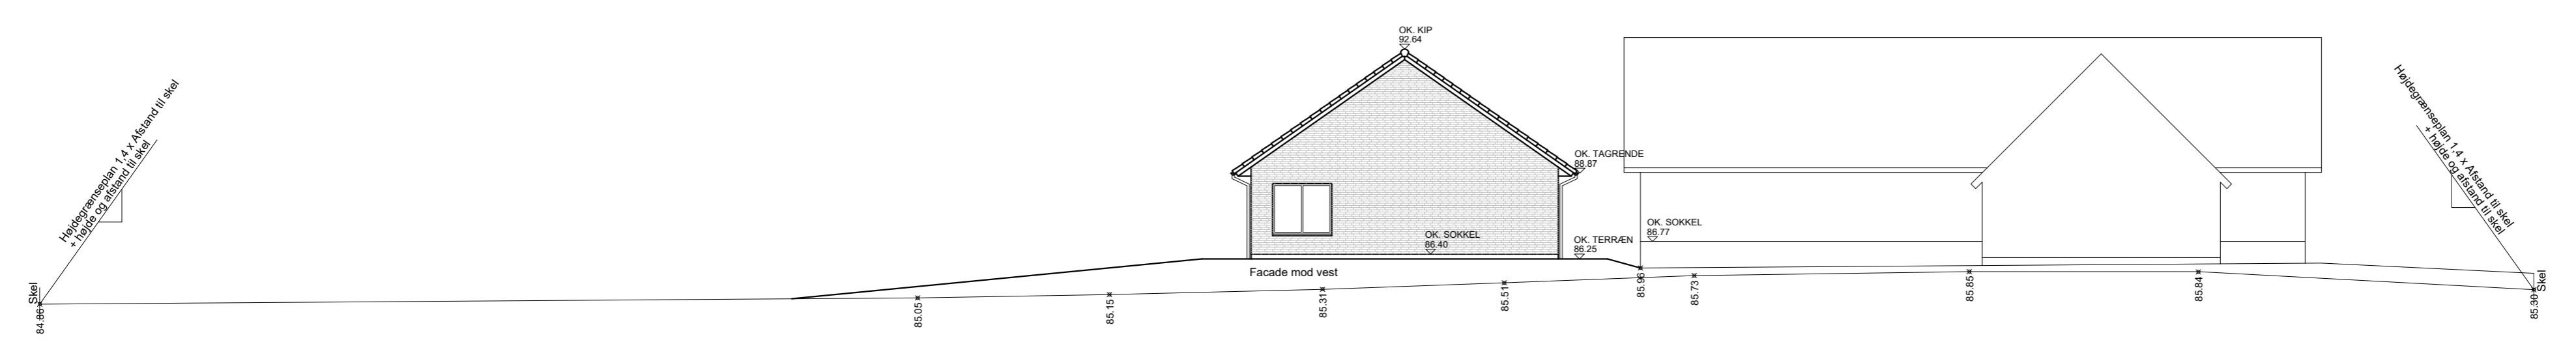 OK. KIP
92.64
Højdegrænseplan 1,4 x Afstand til skel
+ højde og afstand til skel
Højdegrænseplan 1,4 x Afstand til skel
+ højde og afstand til skel
OK. TAGRENDE
88.87
OK. SOKKEL
86.77
OK. SOKKEL
86.40
OK. TERRÆN
86.25
Facade mod vest
Skel
84.86
85.05
85.15
85.31
85.51
85.96
85.73
85.85
85.84
Skel
85.30